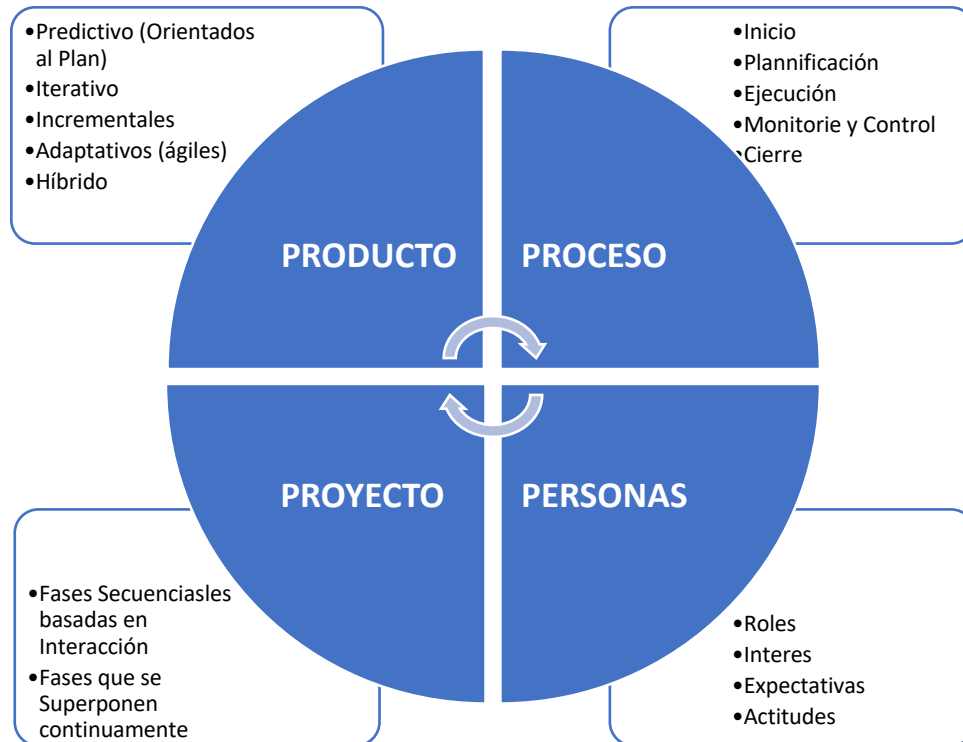 •Predictivo (Orientados
al Plan)
•Iterativo
•Incrementales
•Adaptativos (ágiles)
•Híbrido
•Inicio
•Plannificación
•Ejecución
•Monitorie y Control
•Cierre
PRODUCTO
PROCESO
PROYECTO
PERSONAS
•Fases Secuenciasles
basadas en
Interacción
•Fases que se
Superponen
continuamente
•Roles
•Interes
•Expectativas
•Actitudes